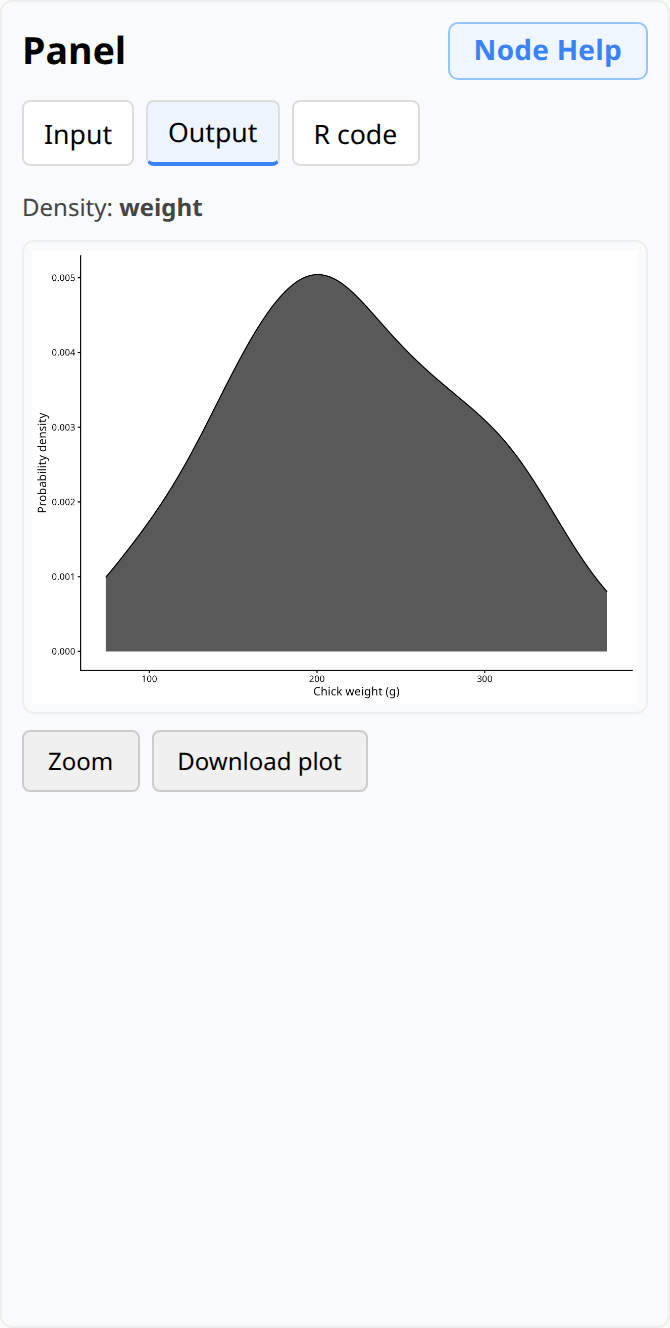 Panel
Node Help
Input
Output
R code
Density: weight
0.005
0.004
0.003
0.002
0.001
0.000
Probability density
100
200
300
Chick weight (g)
Zoom
Download plot